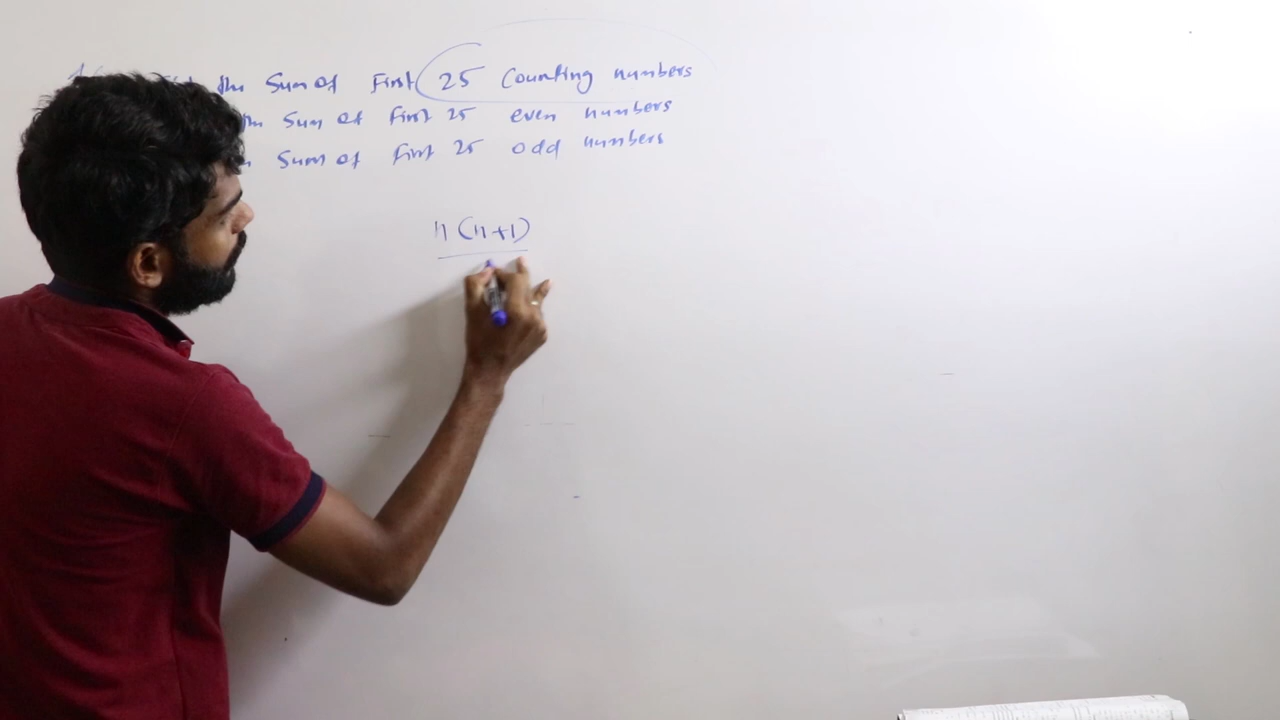 the Sum of First 25 Counting numbers
Sum of first 25 even numbers
Sum of first 25 odd numbers
n(n+1)